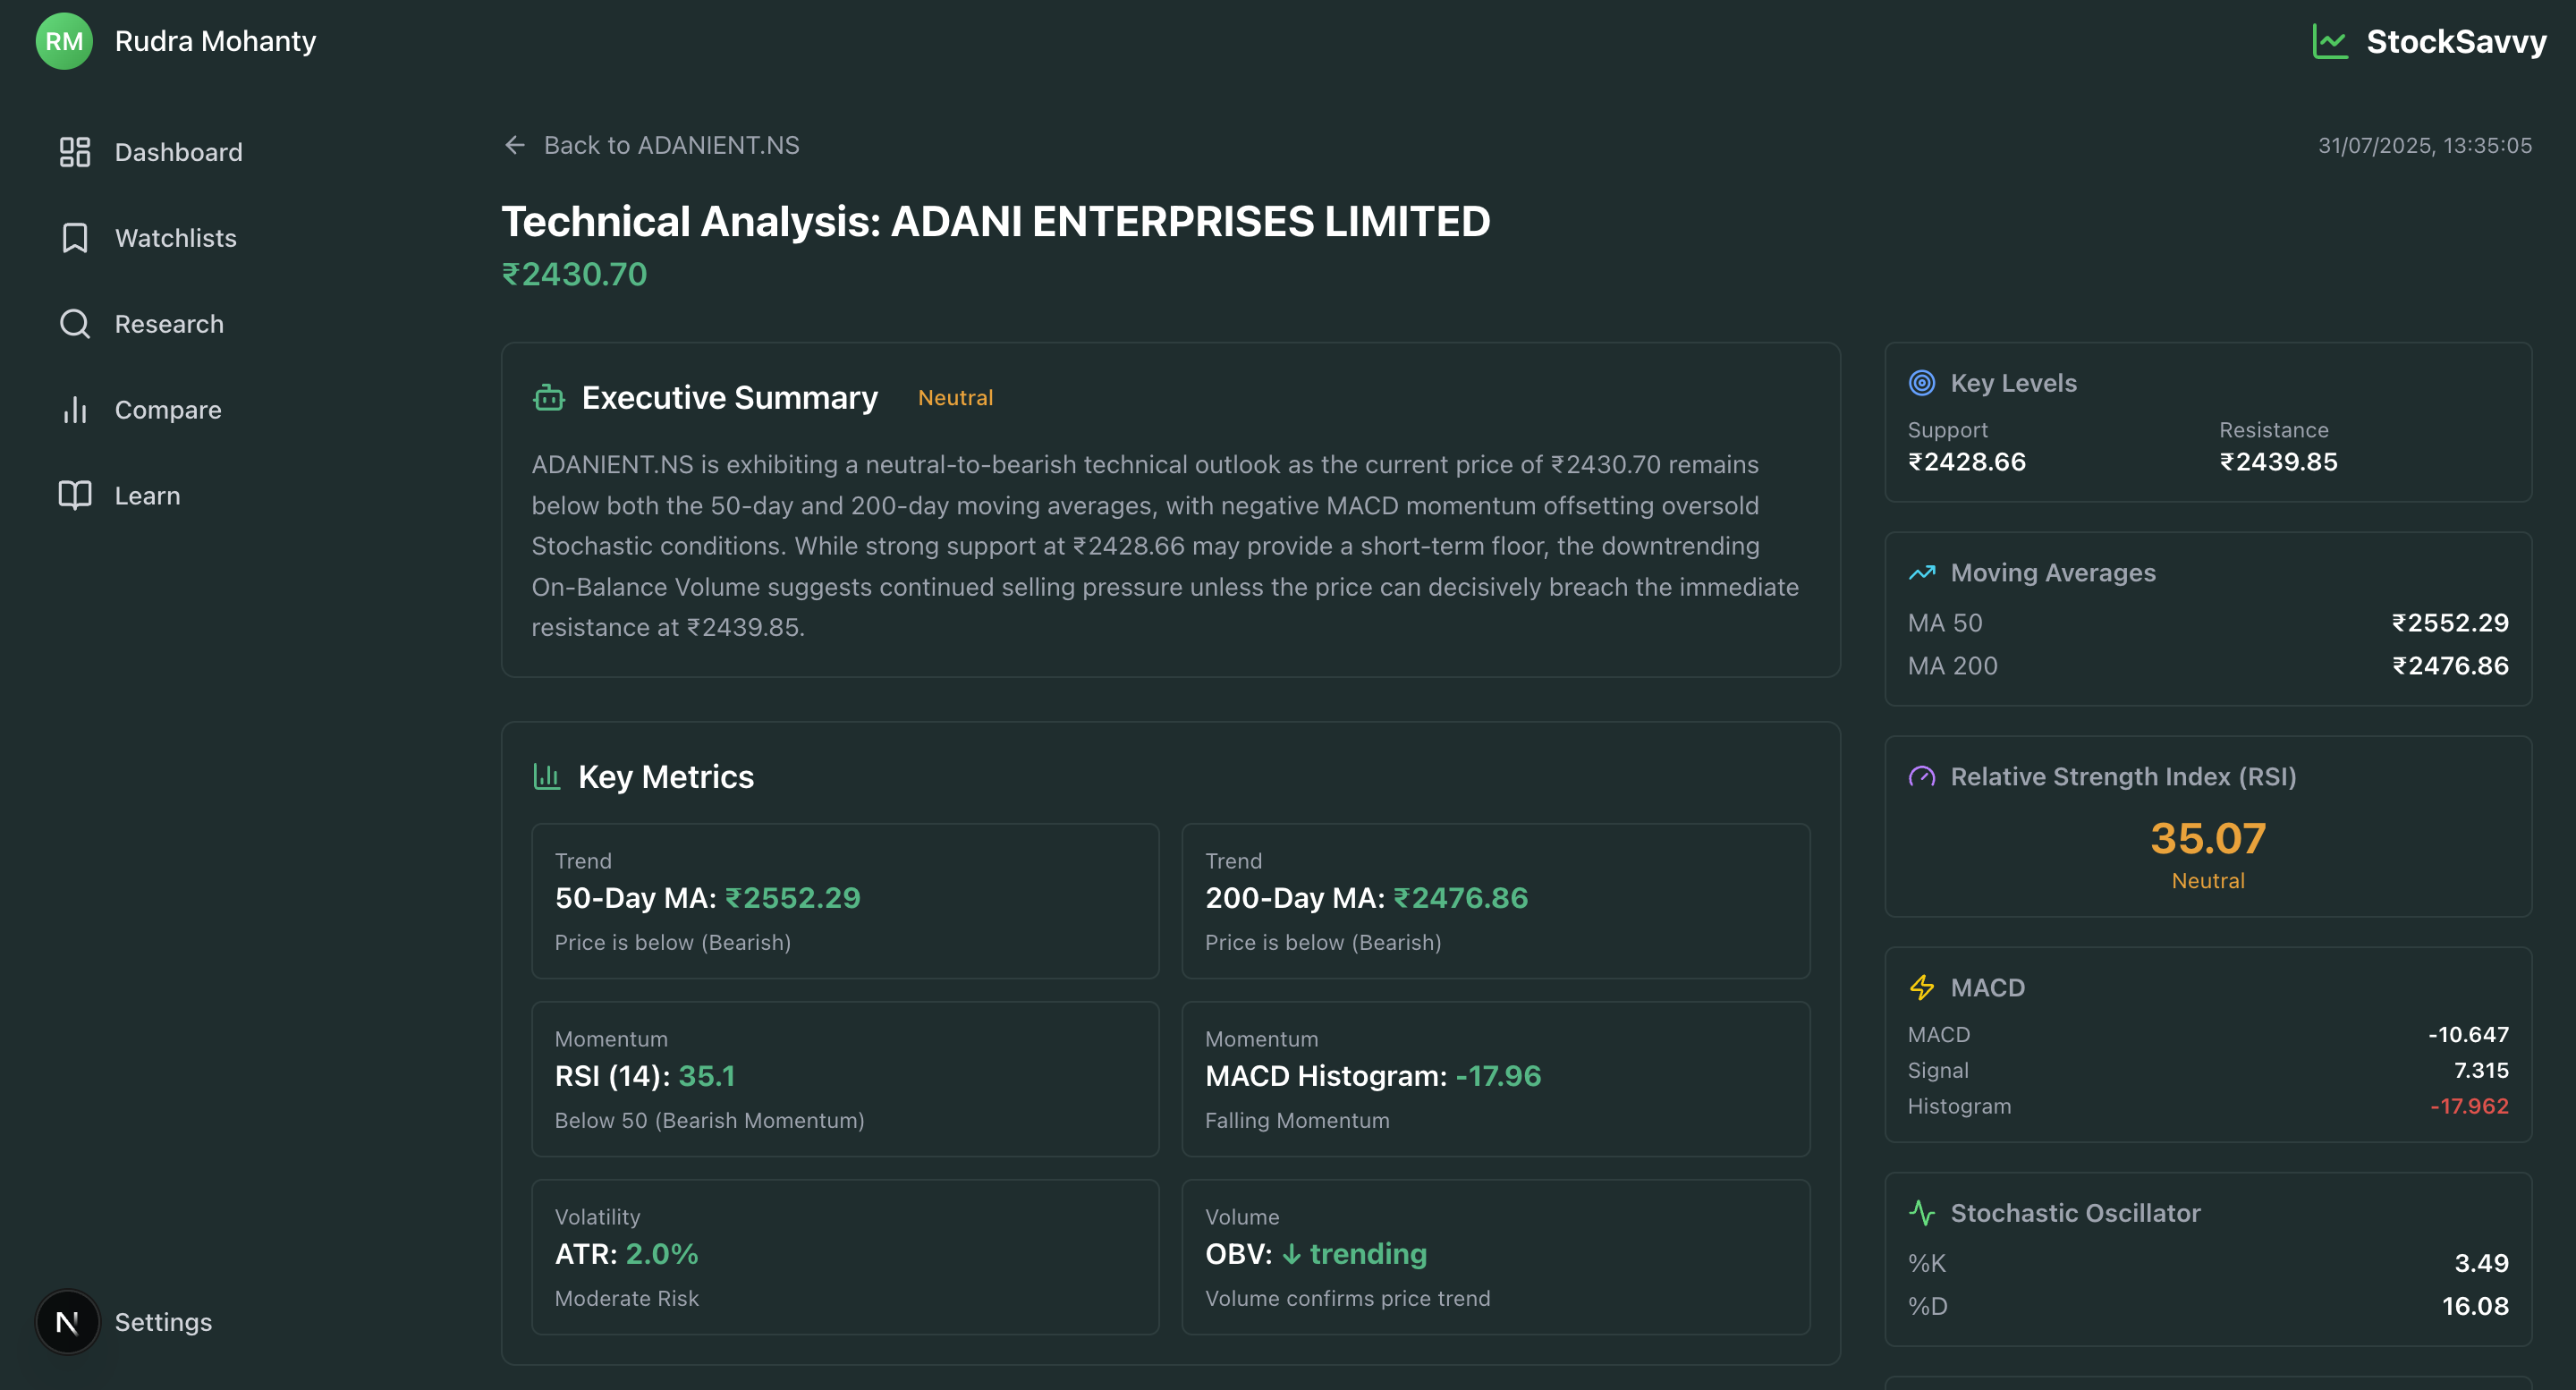 RM Rudra Mohanty
StockSavvy
Dashboard
Watchlists
Research
Compare
Learn
N Settings
Back to ADANIENT.NS
31/07/2025, 13:35:05
Technical Analysis: ADANI ENTERPRISES LIMITED
₹2430.70
Executive Summary Neutral
ADANIENT.NS is exhibiting a neutral-to-bearish technical outlook as the current price of ₹2430.70 remains
below both the 50-day and 200-day moving averages, with negative MACD momentum offsetting oversold
Stochastic conditions. While strong support at ₹2428.66 may provide a short-term floor, the downtrending
On-Balance Volume suggests continued selling pressure unless the price can decisively breach the immediate
resistance at ₹2439.85.
Key Metrics
Trend
50-Day MA: ₹2552.29
Price is below (Bearish)
Trend
200-Day MA: ₹2476.86
Price is below (Bearish)
Momentum
RSI (14): 35.1
Below 50 (Bearish Momentum)
Momentum
MACD Histogram: -17.96
Falling Momentum
Volatility
ATR: 2.0%
Moderate Risk
Volume
OBV: ↓ trending
Volume confirms price trend
Key Levels
Support
₹2428.66
Resistance
₹2439.85
Moving Averages
MA 50 ₹2552.29
MA 200 ₹2476.86
Relative Strength Index (RSI)
35.07
Neutral
MACD
MACD -10.647
Signal 7.315
Histogram -17.962
Stochastic Oscillator
%K 3.49
%D 16.08